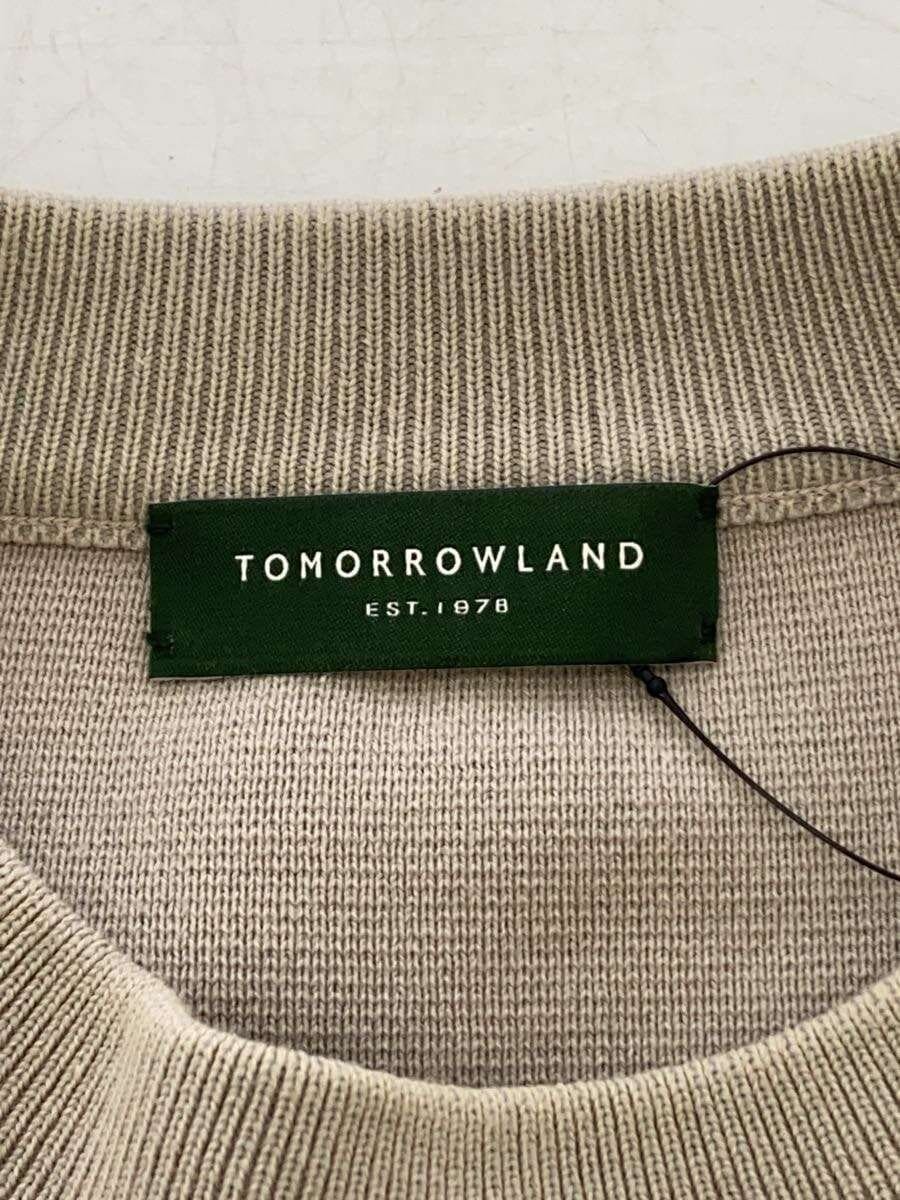 TOMORROWLAND
EST. 1978